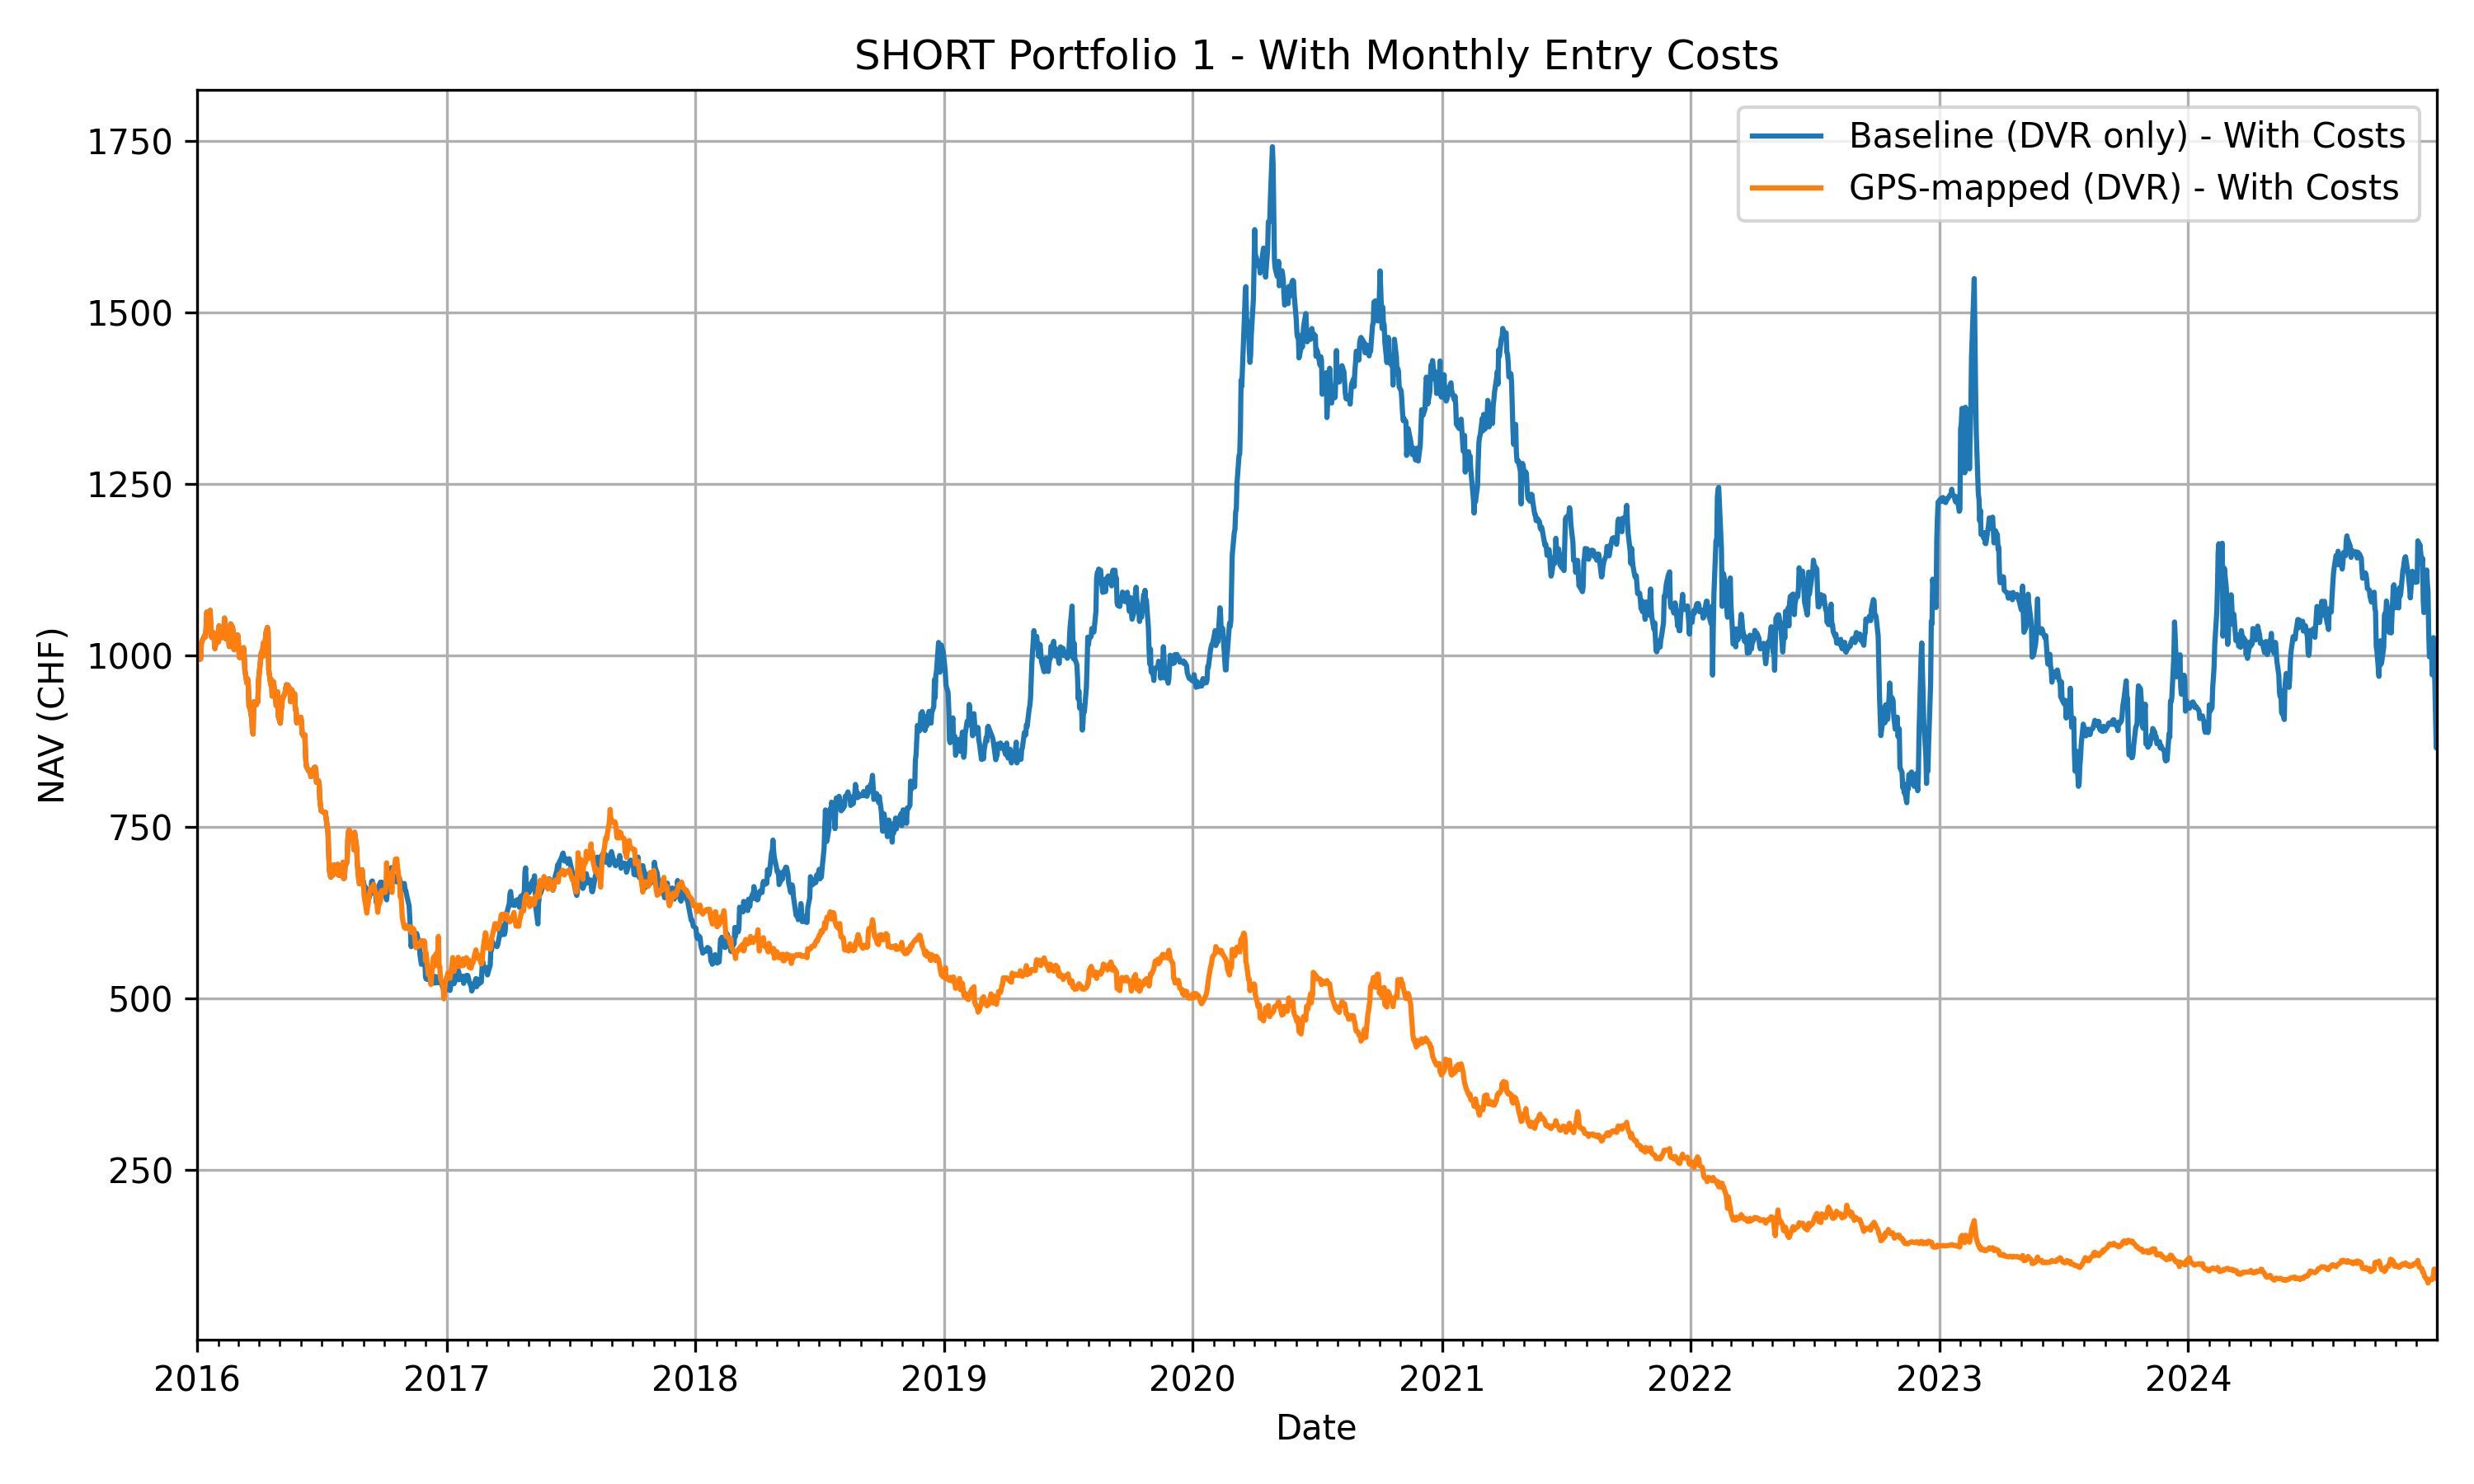 SHORT Portfolio 1 - With Monthly Entry Costs
Baseline (DVR only) - With Costs
GPS-mapped (DVR) - With Costs
NAV (CHF)
1750
1500
1250
1000
750
500
250
2016 2017 2018 2019 2020 2021 2022 2023 2024
Date